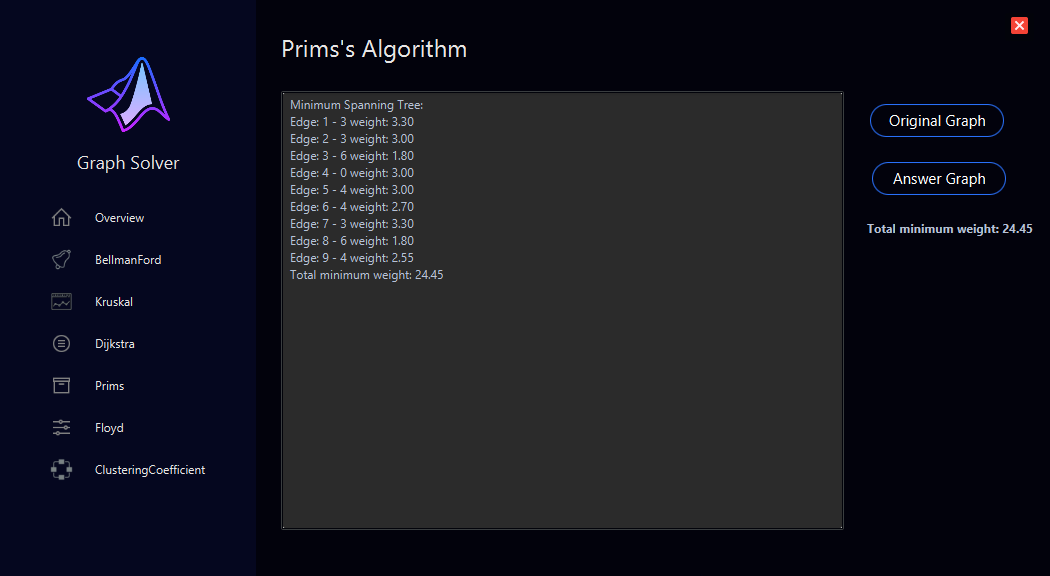 Graph Solver
Overview
BellmanFord
Kruskal
Dijkstra
Prims
Floyd
ClusteringCoefficient
Prims's Algorithm
Minimum Spanning Tree:
Edge: 1 - 3 weight: 3.30
Edge: 2 - 3 weight: 3.00
Edge: 3 - 6 weight: 1.80
Edge: 4 - 0 weight: 3.00
Edge: 5 - 4 weight: 3.00
Edge: 6 - 4 weight: 2.70
Edge: 7 - 3 weight: 3.30
Edge: 8 - 6 weight: 1.80
Edge: 9 - 4 weight: 2.55
Total minimum weight: 24.45
Original Graph
Answer Graph
Total minimum weight: 24.45